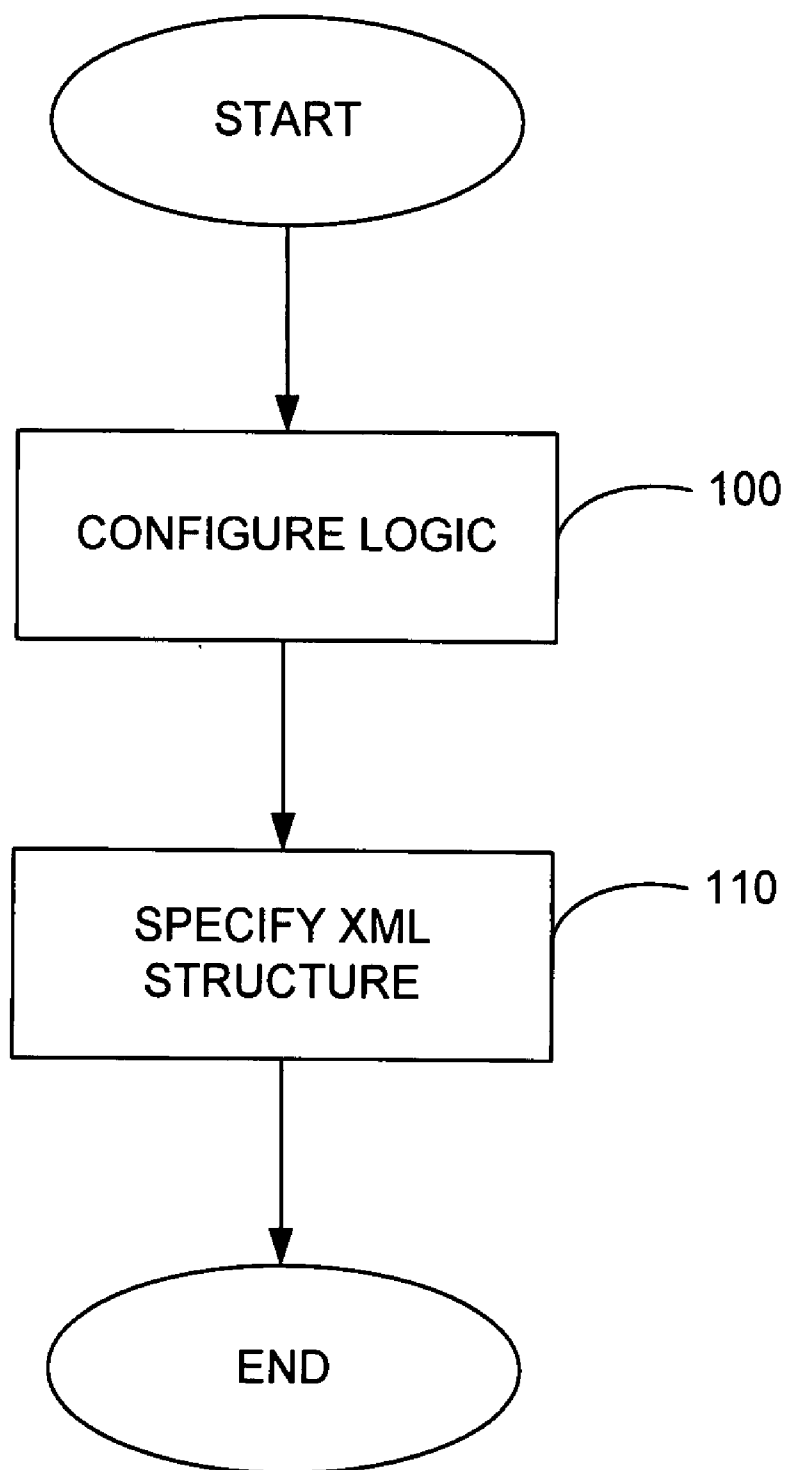 START
CONFIGURE LOGIC
100
SPECIFY XML
STRUCTURE
110
END